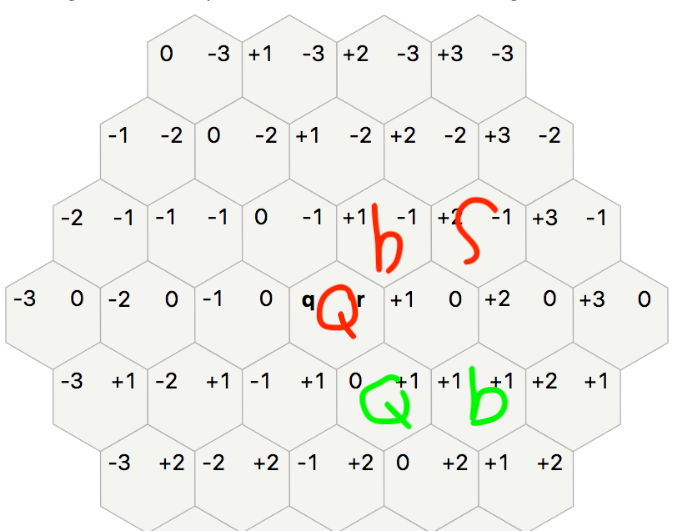 0 -3 +1 -3 +2 -3 +3 -3
-1 -2 0 -2 +1 -2 +2 -2 +3 -2
-2 -1 -1 -1 0 -1 +1 b -1 +2 S -1 +3 -1
-3 0 -2 0 -1 0 q Q r +1 0 +2 0 +3 0
-3 +1 -2 +1 -1 +1 0 Q +1 +1 b +1 +2 +1
-3 +2 -2 +2 -1 +2 0 +2 +1 +2